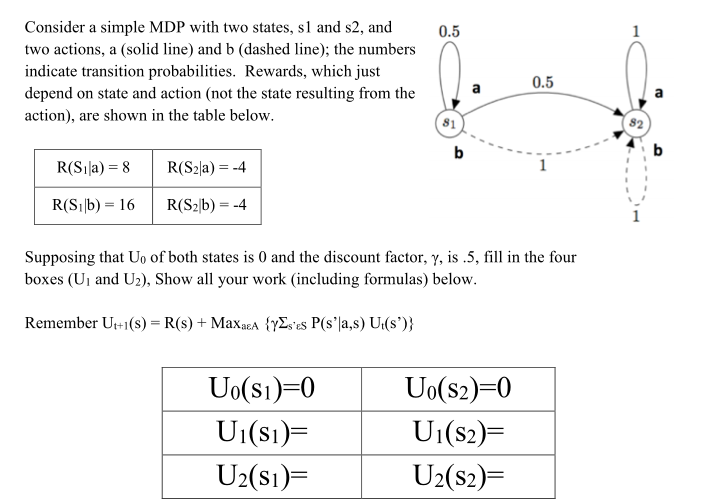 Consider a simple MDP with two states, s1 and s2, and
two actions, a (solid line) and b (dashed line); the numbers
indicate transition probabilities. Rewards, which just
depend on state and action (not the state resulting from the
action), are shown in the table below.
0.5
1
a
0.5
a
s₁
s₂
b
b
1
1
R(S₁|a) = 8
R(S₂|a) = -4
R(S₁|b) = 16
R(S₂|b) = -4
Supposing that U₀ of both states is 0 and the discount factor, γ, is .5, fill in the four
boxes (U₁ and U₂), Show all your work (including formulas) below.
Remember Uₜ₊₁(s) = R(s) + Maxₐεᴀ {γΣₛ'εₛ P(s'|a,s) Uₜ(s')}
U₀(s₁)=0
U₀(s₂)=0
U₁(s₁)=
U₁(s₂)=
U₂(s₁)=
U₂(s₂)=